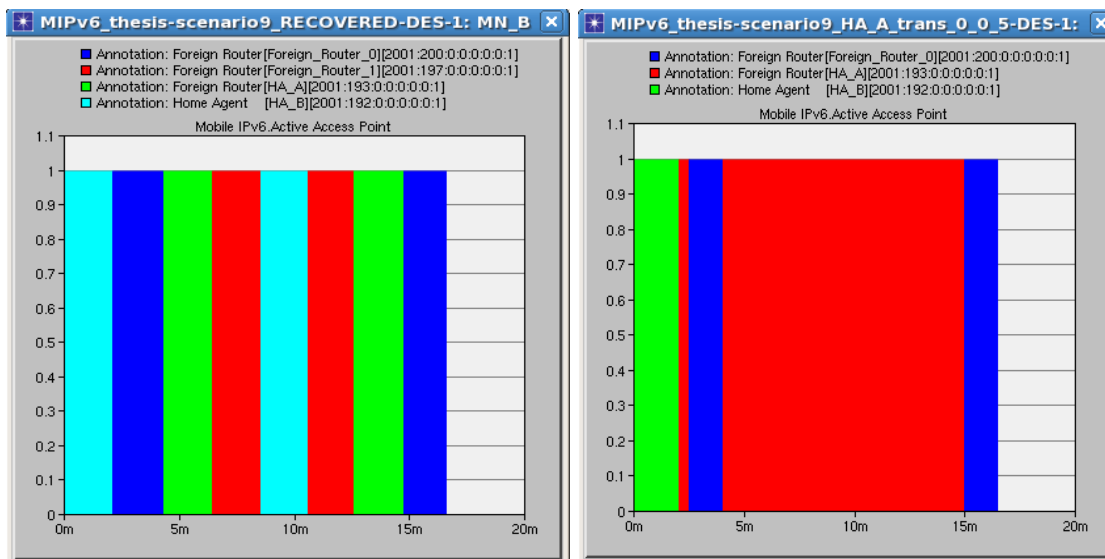 MIPv6_thesis-scenario9_RECOVERED-DES-1: MN_B
Annotation: Foreign Router[Foreign_Router_0][2001:200:0:0:0:0:0:1]
Annotation: Foreign Router[Foreign_Router_1][2001:197:0:0:0:0:0:1]
Annotation: Foreign Router[HA_A][2001:193:0:0:0:0:0:1]
Annotation: Home Agent [HA_B][2001:192:0:0:0:0:0:1]
Mobile IPv6.Active Access Point
1.1
1
0.9
0.8
0.7
0.6
0.5
0.4
0.3
0.2
0.1
0
0m 5m 10m 15m 20m
MIPv6_thesis-scenario9_HA_A_trans_0_0_5-DES-1:
Annotation: Foreign Router[Foreign_Router_0][2001:200:0:0:0:0:0:1]
Annotation: Foreign Router[HA_A][2001:193:0:0:0:0:0:1]
Annotation: Home Agent [HA_B][2001:192:0:0:0:0:0:1]
Mobile IPv6.Active Access Point
1.1
1
0.9
0.8
0.7
0.6
0.5
0.4
0.3
0.2
0.1
0
0m 5m 10m 15m 20m